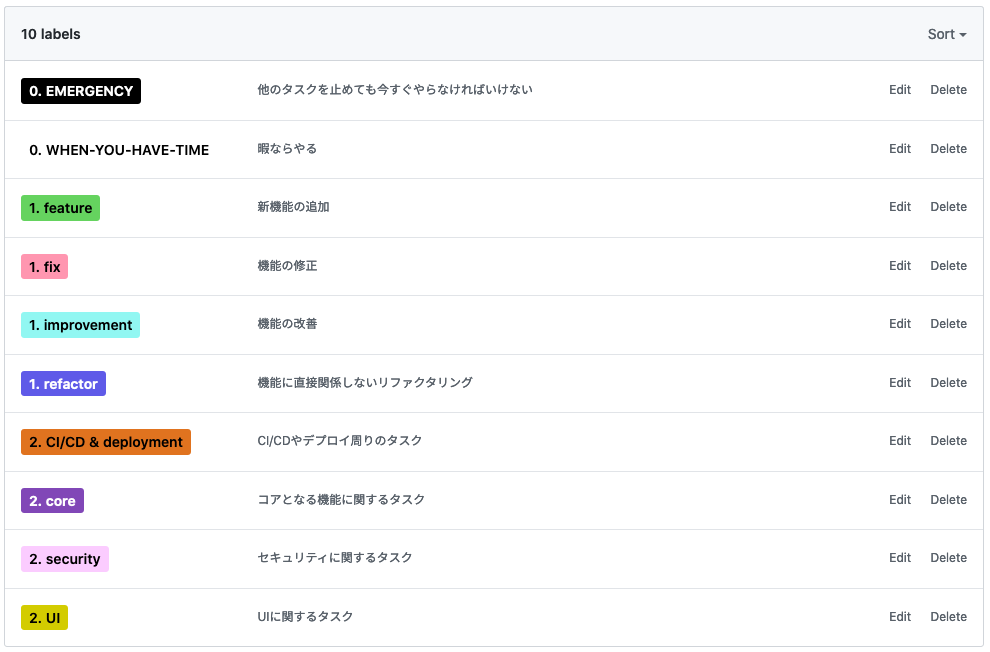 10 labels Sort
0. EMERGENCY 他のタスクを止めても今すぐやらなければいけない Edit Delete
0. WHEN-YOU-HAVE-TIME 暇ならやる Edit Delete
1. feature 新機能の追加 Edit Delete
1. fix 機能の修正 Edit Delete
1. improvement 機能の改善 Edit Delete
1. refactor 機能に直接関係しないリファクタリング Edit Delete
2. CI/CD & deployment CI/CDやデプロイ周りのタスク Edit Delete
2. core コアとなる機能に関するタスク Edit Delete
2. security セキュリティに関するタスク Edit Delete
2. UI UIに関するタスク Edit Delete